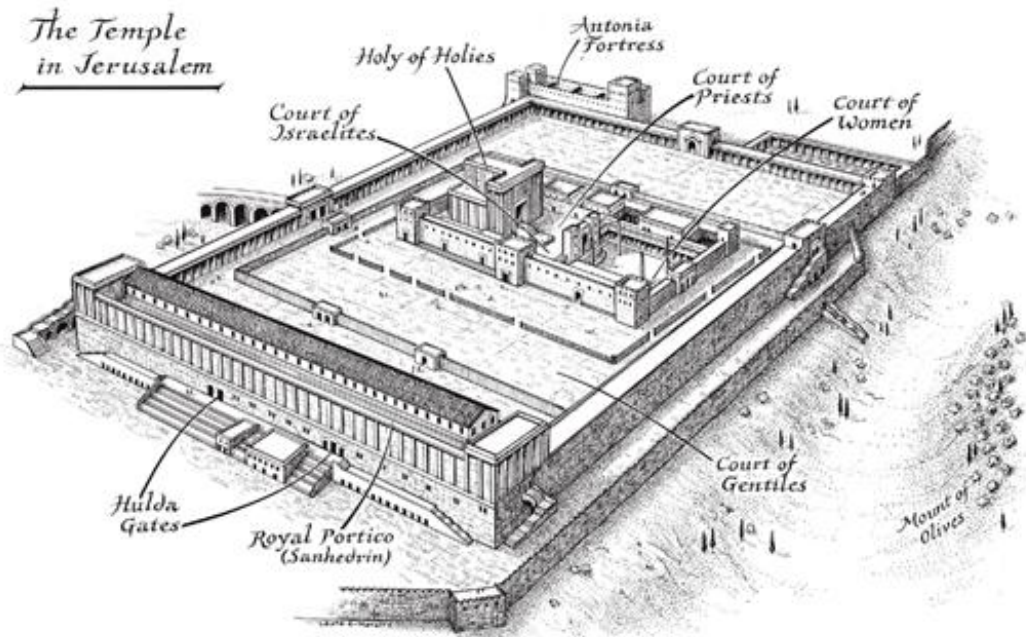 The Temple
in Jerusalem
Antonia
Fortress
Holy of Holies
Court of
Priests
Court of
Women
Court of
Israelites
Court of
Gentiles
Mount of
Olives
Hulda
Gates
Royal Portico
(Sanhedrin)